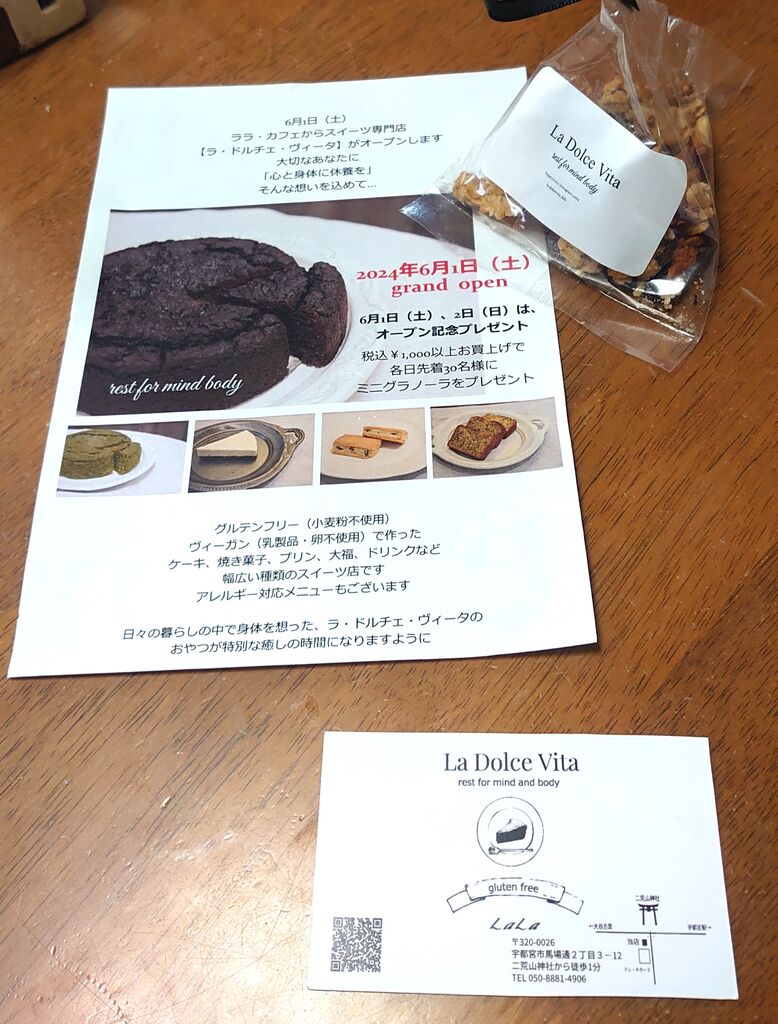 6月1日（土）
ララ・カフェからスイーツ専門店
【ラ・ドルチェ・ヴィータ】がオープンします
大切なあなたに
「心と身体に休養を」
そんな想いを込めて…
2024年6月1日（土）
grand open
6月1日（土）、2日（日）は、
オープン記念プレゼント
税込￥1,000以上お買上げで
各日先着30名様に
ミニグラノーラをプレゼント
rest for mind body
グルテンフリー（小麦粉不使用）
ヴィーガン（乳製品・卵不使用）で作った
ケーキ、焼き菓子、プリン、大福、ドリンクなど
幅広い種類のスイーツ店です
アレルギー対応メニューもございます
日々の暮らしの中で身体を想った、ラ・ドルチェ・ヴィータの
おやつが特別な癒しの時間になりますように
La Dolce Vita
rest for mind body
La Dolce Vita
rest for mind and body
gluten free
LaLa
〒320-0026
宇都宮市馬場通２丁目３－12
二荒山神社から徒歩1分
TEL 050-8881-4906
二荒山神社
←大谷方面
宇都宮駅→
当店
ドン・キホーテ